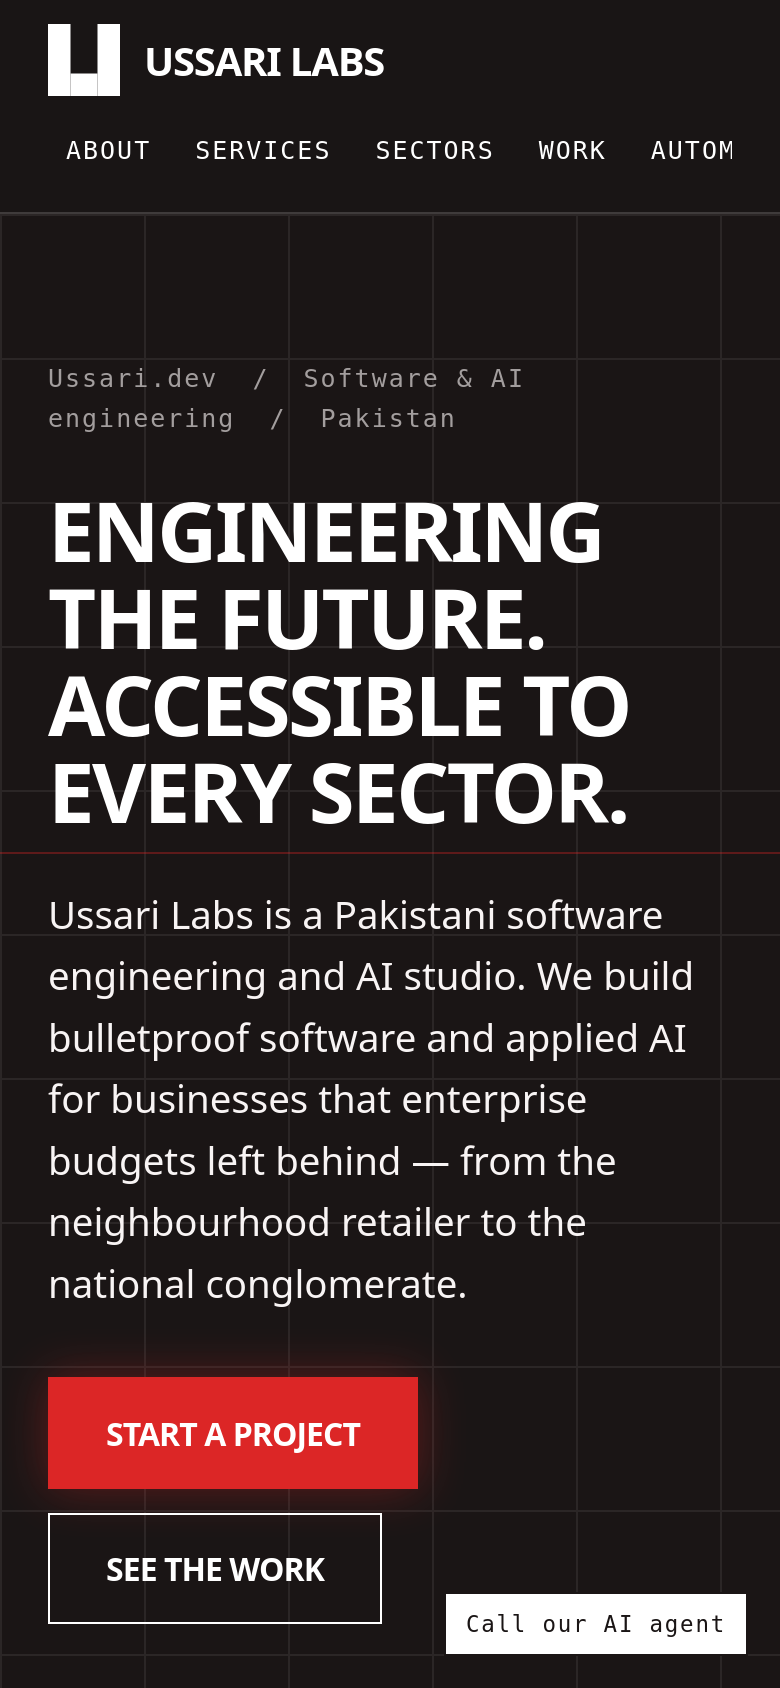 USSARI LABS
ABOUT SERVICES SECTORS WORK AUTOM
Ussari.dev / Software & AI
engineering / Pakistan
ENGINEERING
THE FUTURE.
ACCESSIBLE TO
EVERY SECTOR.
Ussari Labs is a Pakistani software
engineering and AI studio. We build
bulletproof software and applied AI
for businesses that enterprise
budgets left behind — from the
neighbourhood retailer to the
national conglomerate.
START A PROJECT
SEE THE WORK
Call our AI agent